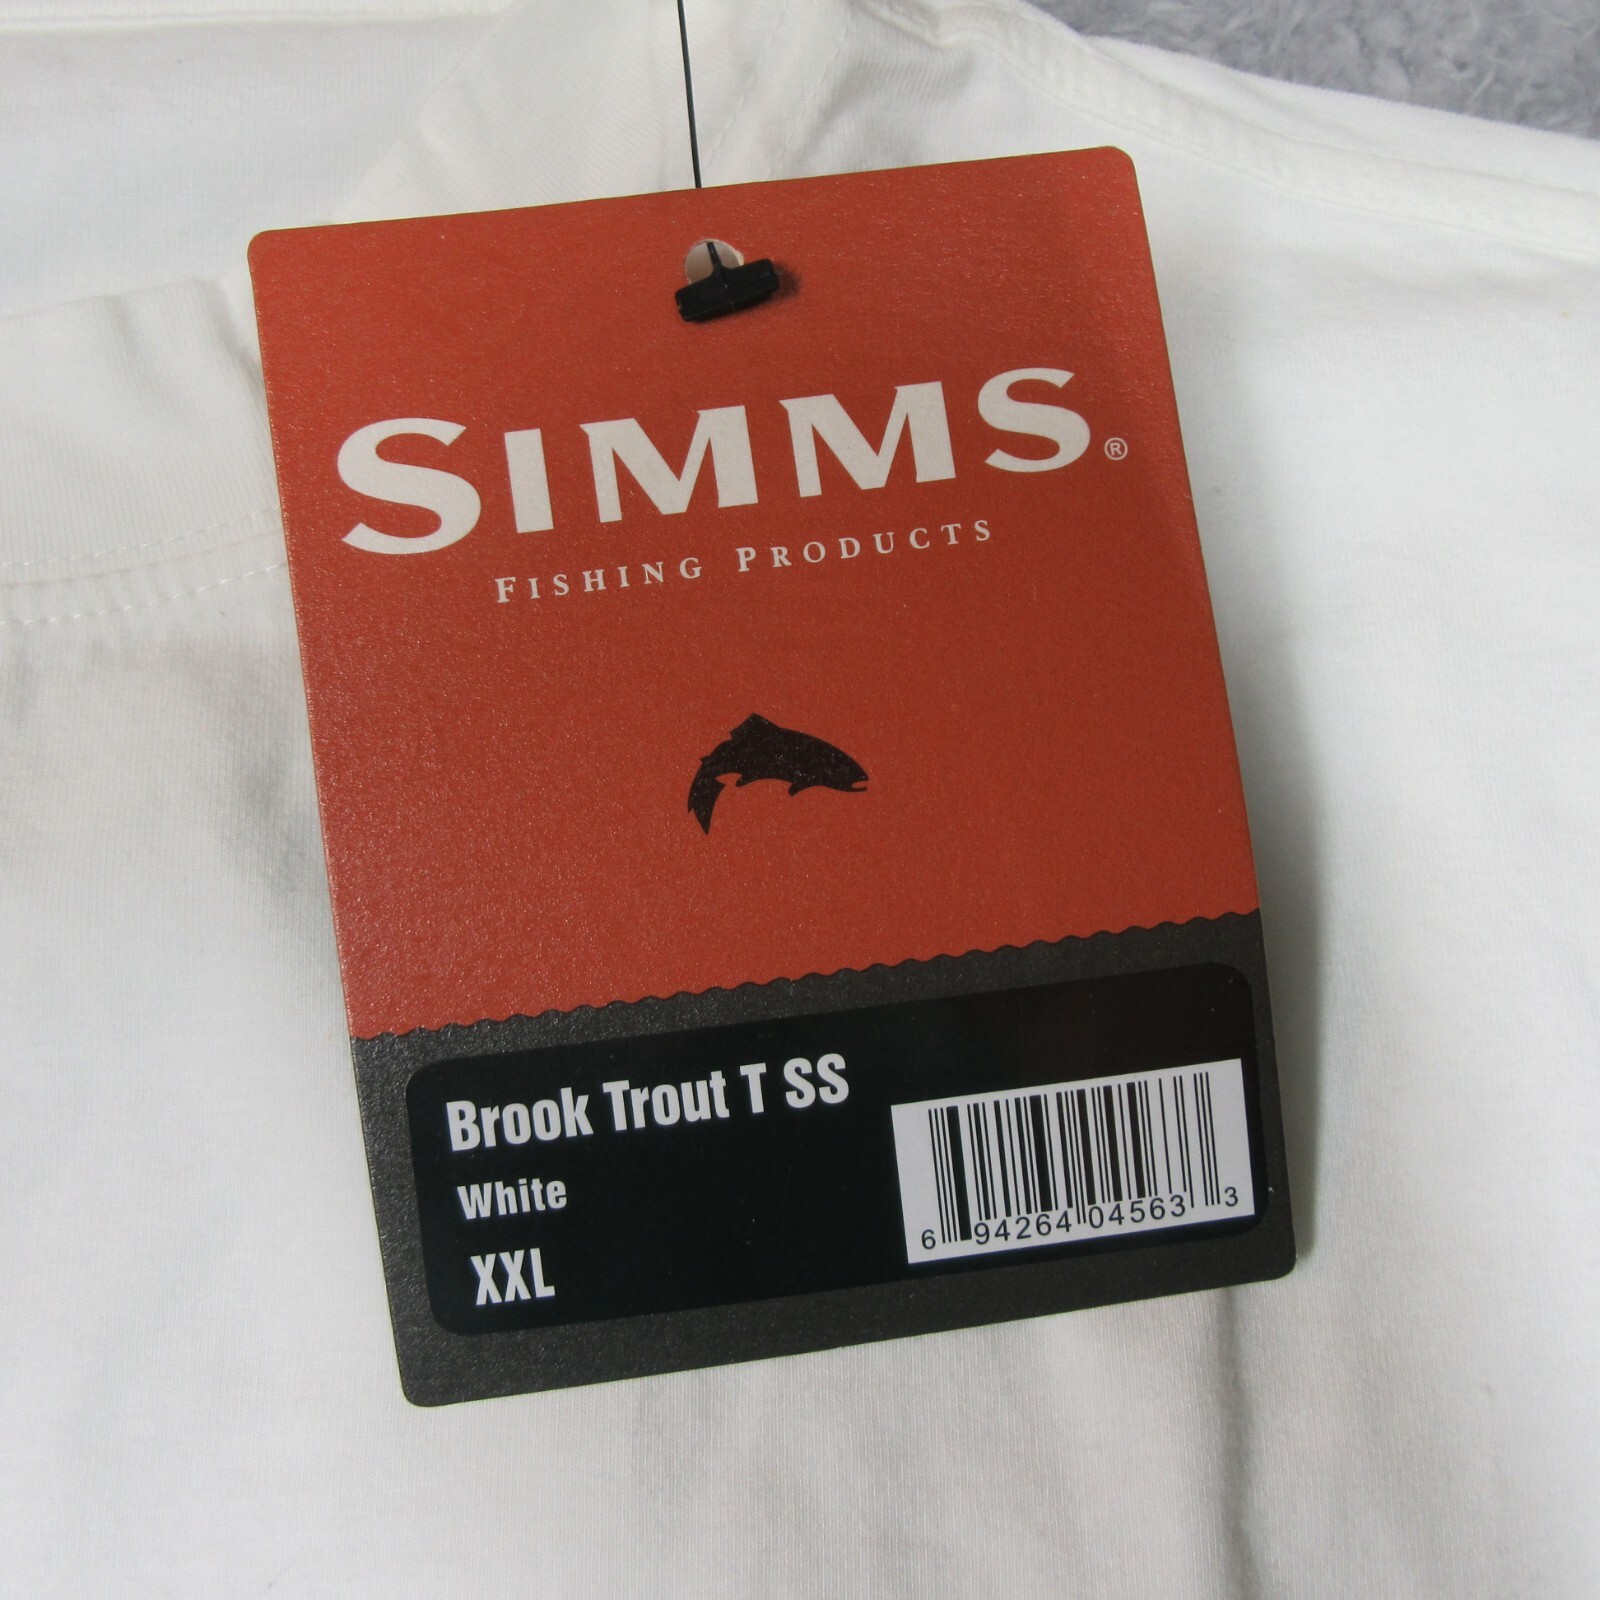 SIMMS®
FISHING PRODUCTS
Brook Trout T SS
White
XXL
6 94264 04563 3